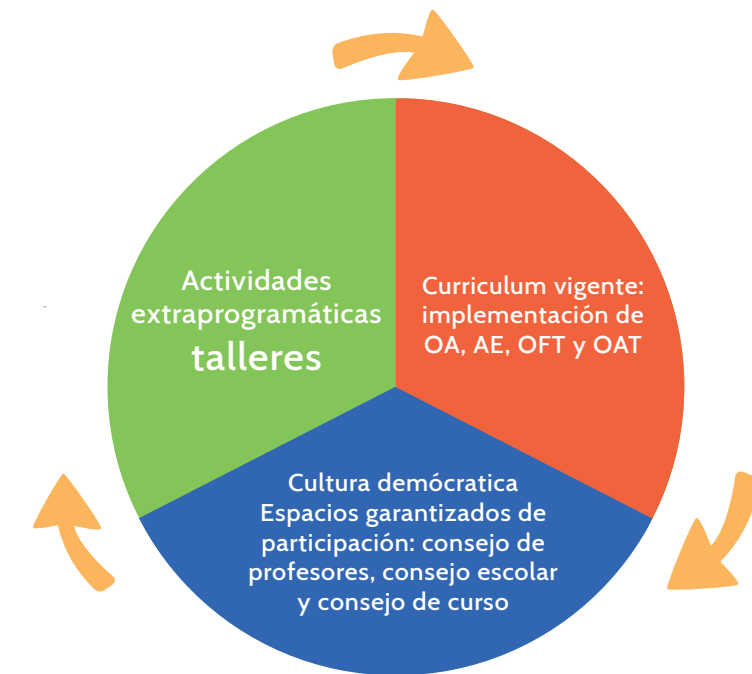 Actividades
extraprogramáticas
talleres
Curriculum vigente:
implementación de
OA, AE, OFT y OAT
Cultura demócratica
Espacios garantizados de
participación: consejo de
profesores, consejo escolar
y consejo de curso